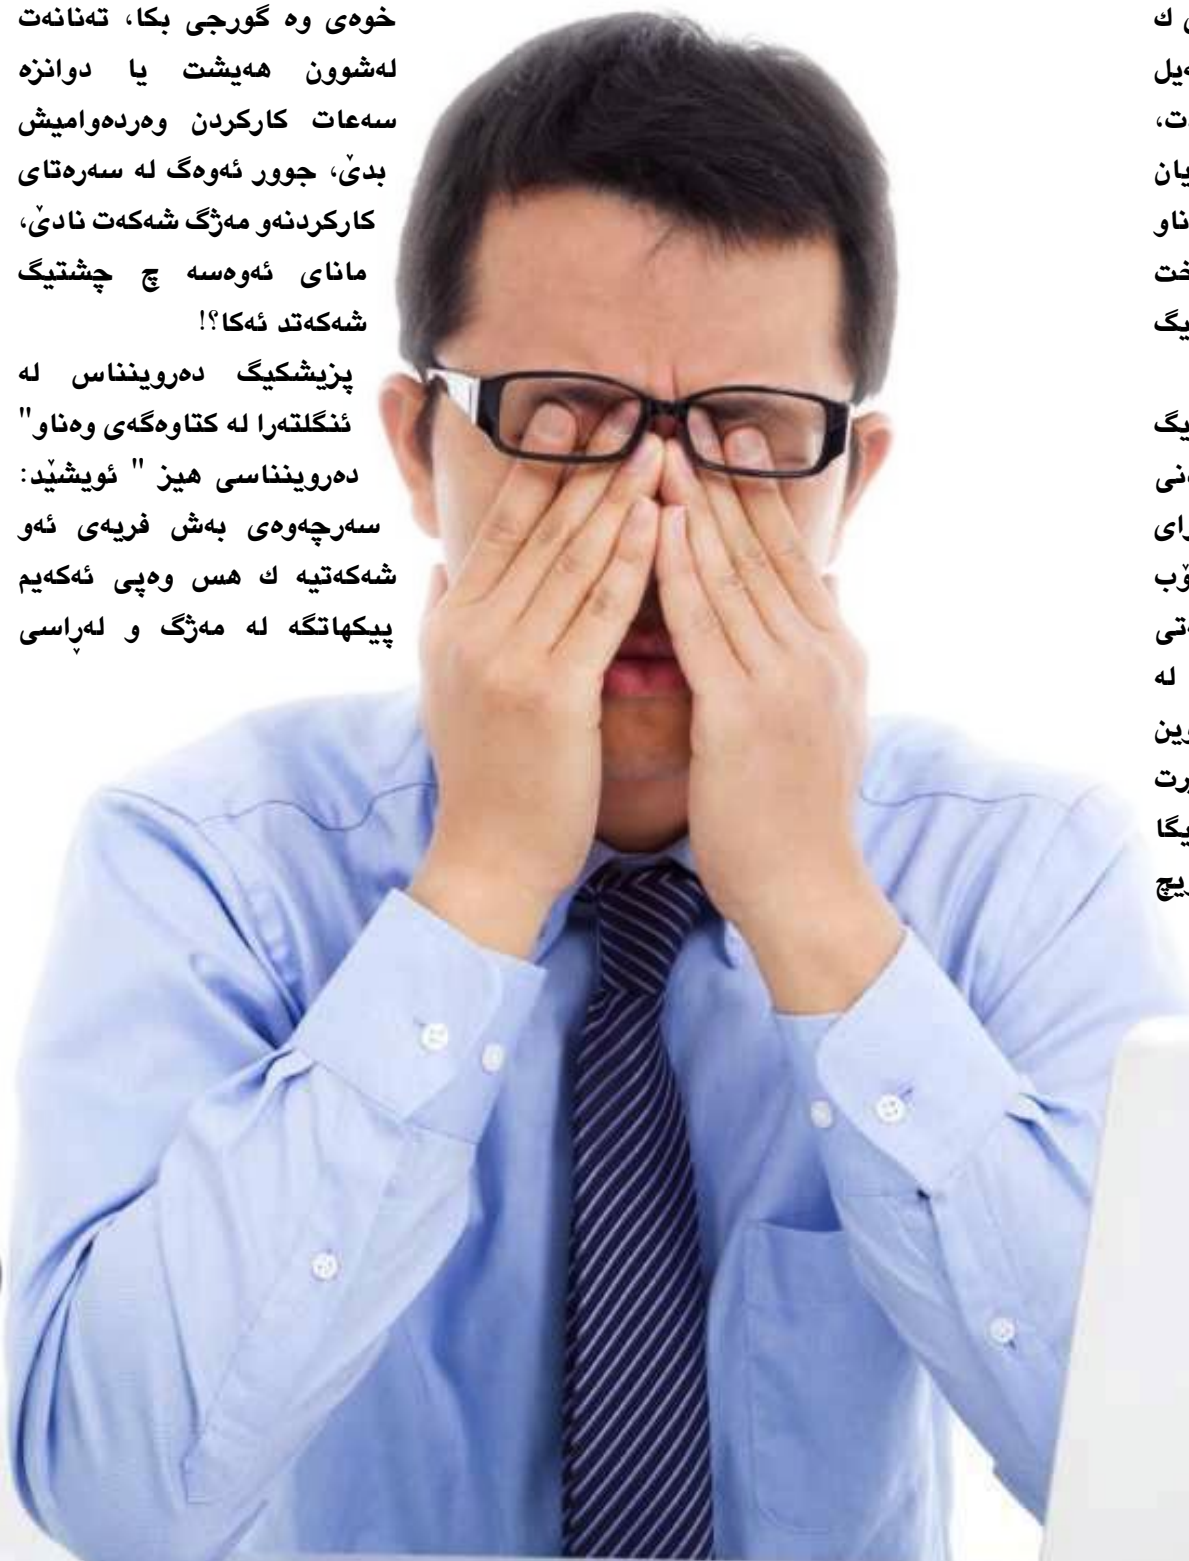 خوەی وە گورجی بکا، تەنانەت
لەشوون هەیشت یا دوانزە
سەعات کارکردن وەردەوامیش
بدێ، جوور ئەوەگ لە سەرەتای
کارکردنەو مەژگ شەکەت نادێ،
مانای ئەوەسە چ چشتیگ
شەکەتد ئەکا؟!
پزیشکیگ دەروینناس لە
ئنگلتەرا لە کتاوەگەی وەناو"
دەروینناسی هیز " ئویشێد:
سەرچەوەی بەش فریەی ئەو
شەکەتیە ك هس وەپی ئەکەیم
پیکهاتگە لە مەژگ و لەڕاسی